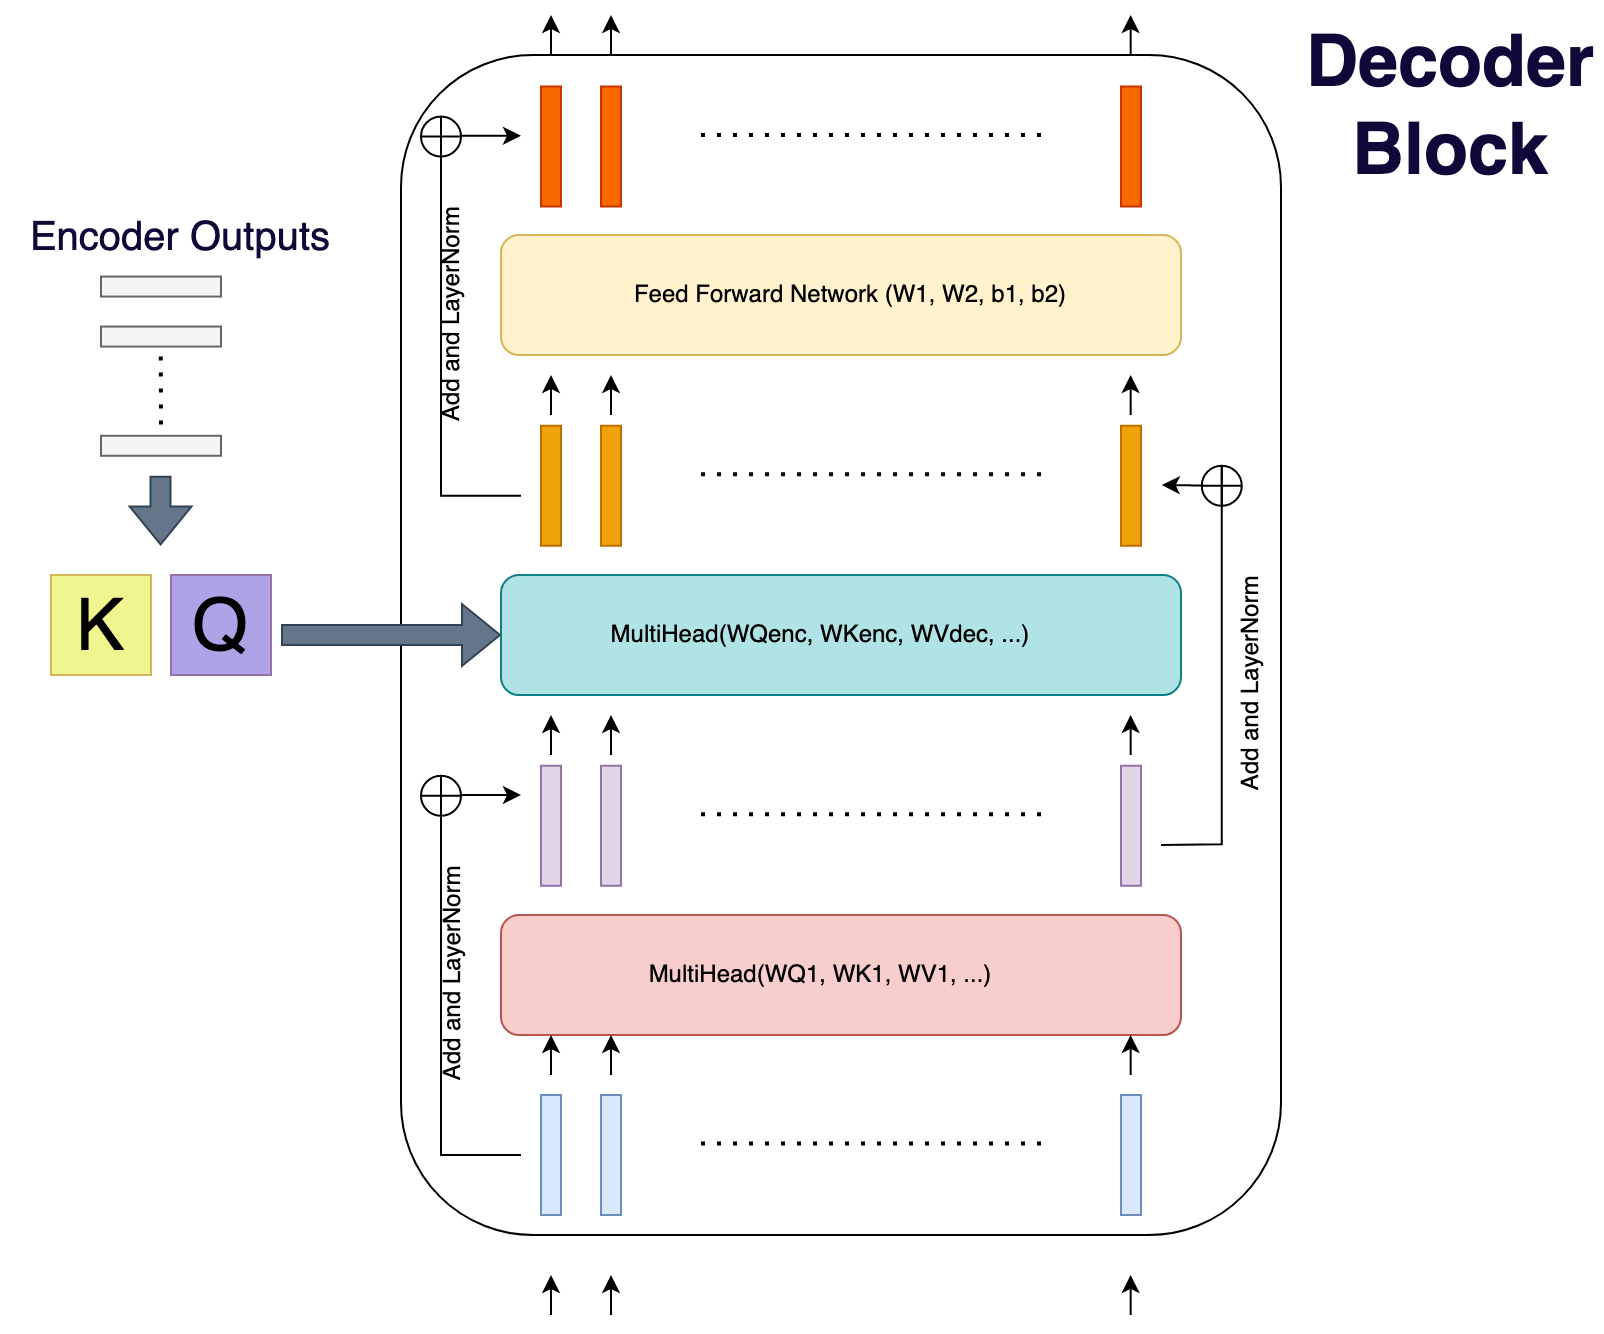 Decoder
Block
Encoder Outputs
Add and LayerNorm
Feed Forward Network (W1, W2, b1, b2)
K
Q
MultiHead(WQenc, WKenc, WVdec, ...)
Add and LayerNorm
Add and LayerNorm
MultiHead(WQ1, WK1, WV1, ...)